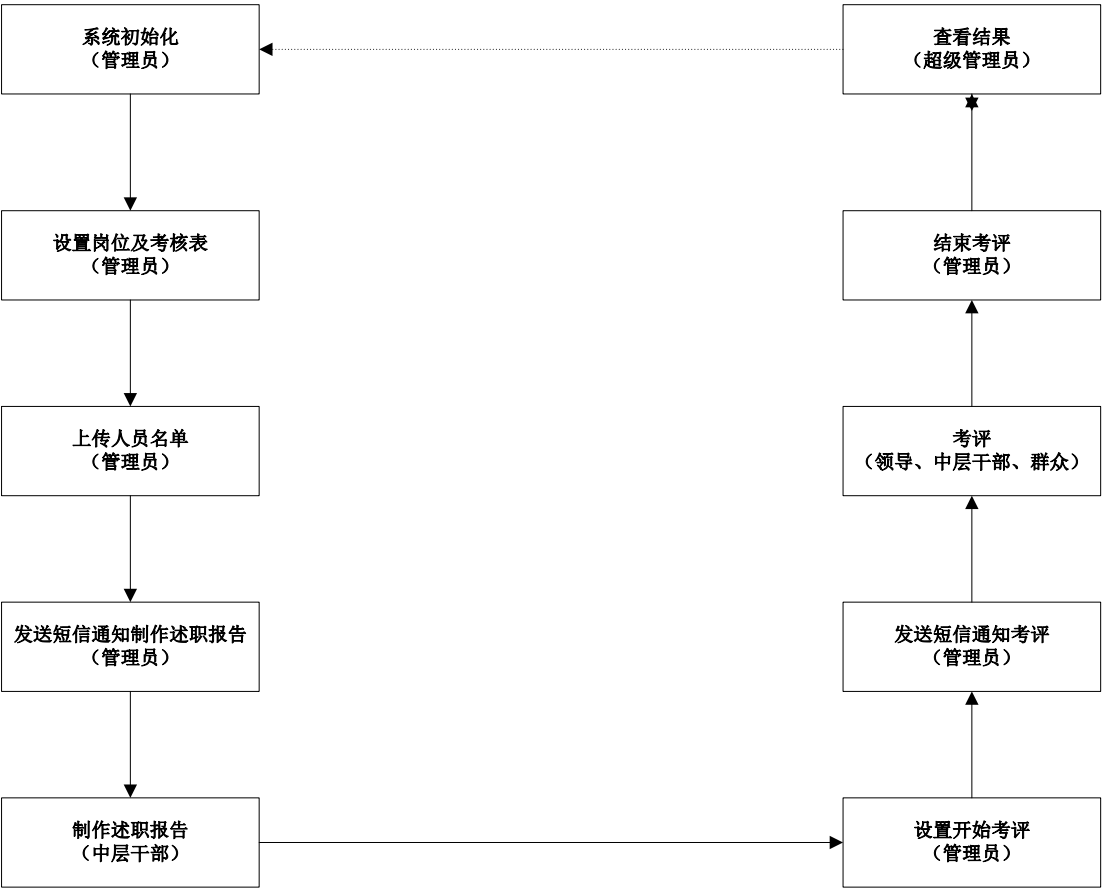 系统初始化
（管理员）
查看结果
（超级管理员）
设置岗位及考核表
（管理员）
结束考评
（管理员）
上传人员名单
（管理员）
考评
（领导、中层干部、群众）
发送短信通知制作述职报告
（管理员）
发送短信通知考评
（管理员）
制作述职报告
（中层干部）
设置开始考评
（管理员）